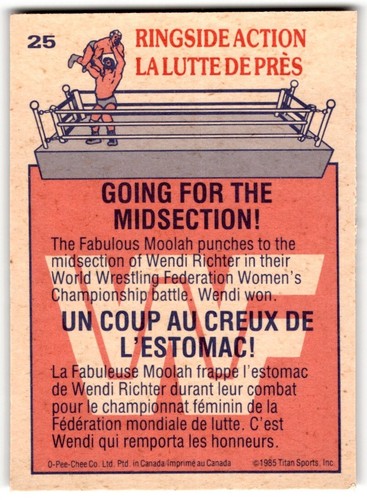 25
RINGSIDE ACTION
LA LUTTE DE PRÈS
GOING FOR THE
MIDSECTION!
The Fabulous Moolah punches to the
midsection of Wendi Richter in their
World Wrestling Federation Women's
Championship battle. Wendi won.
UN COUP AU CREUX DE
L'ESTOMAC!
La Fabuleuse Moolah frappe l'estomac
de Wendi Richter durant leur combat
pour le championnat féminin de la
Fédération mondiale de lutte. C'est
Wendi qui remporte les honneurs.
O-Pee-Chee Co. Ltd. Ptd. in Canada Imprimé au Canada
©1985 Titan Sports, Inc.
WF